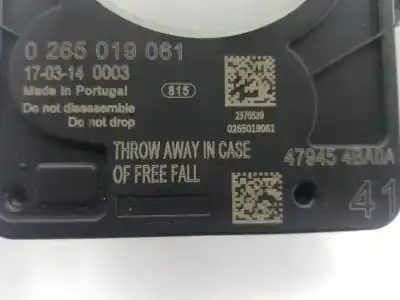 0 265 019 061
17-03-14 0003
Made in Portugal
815
Do not disassemble
Do not drop
2370539
0265019061
THROW AWAY IN CASE
OF FREE FALL
47945 4BA0A
41